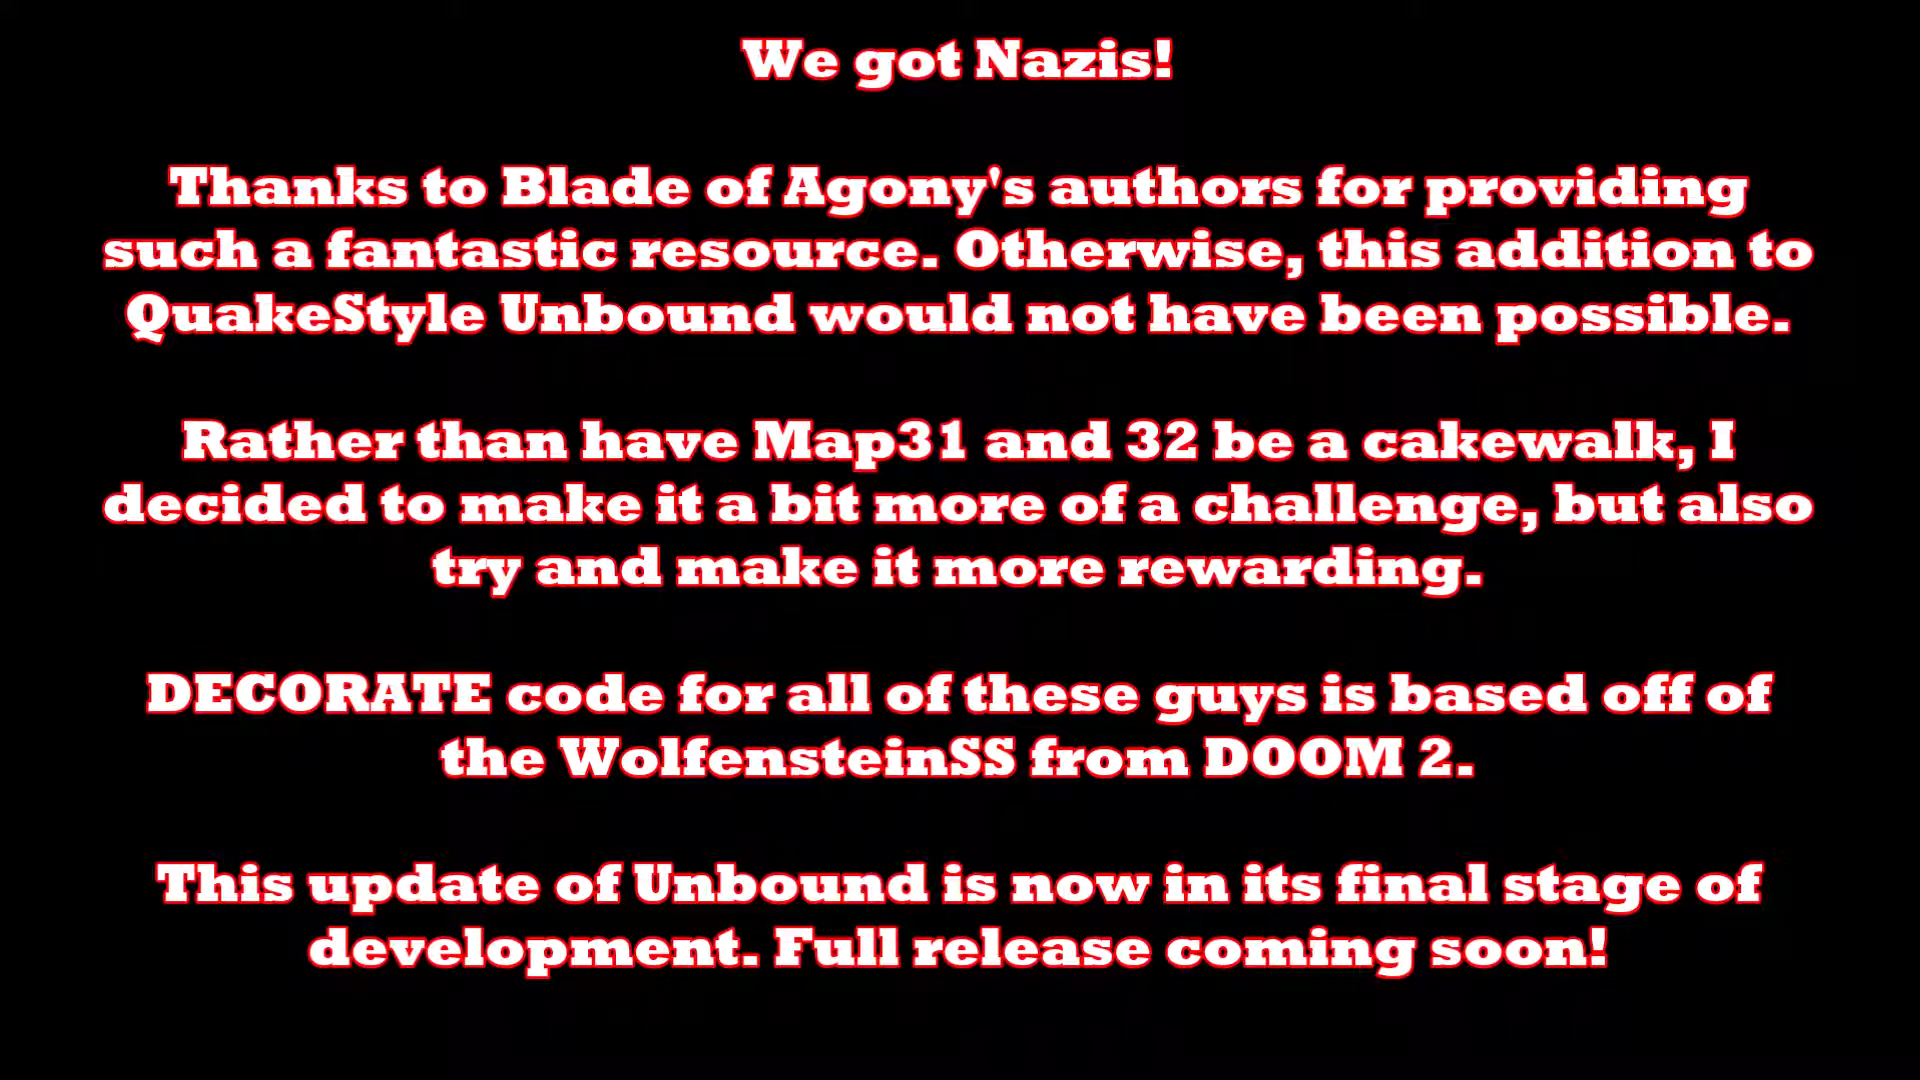 We got Nazis!
Thanks to Blade of Agony's authors for providing
such a fantastic resource. Otherwise, this addition to
QuakeStyle Unbound would not have been possible.
Rather than have Map31 and 32 be a cakewalk, I
decided to make it a bit more of a challenge, but also
try and make it more rewarding.
DECORATE code for all of these guys is based off of
the WolfensteinSS from DOOM 2.
This update of Unbound is now in its final stage of
development. Full release coming soon!